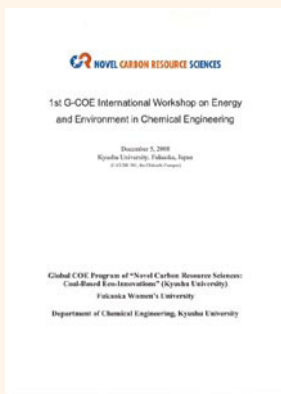 NOVEL CARBON RESOURCE SCIENCES
1st G-COE International Workshop on Energy
and Environment in Chemical Engineering
December 5, 2008
Kyushu University, Fukuoka, Japan
Global COE Program of "Novel Carbon Resource Sciences:
Coal-Based Eco-Innovations" (Kyushu University)
Fukuoka Women's University
Department of Chemical Engineering, Kyushu University